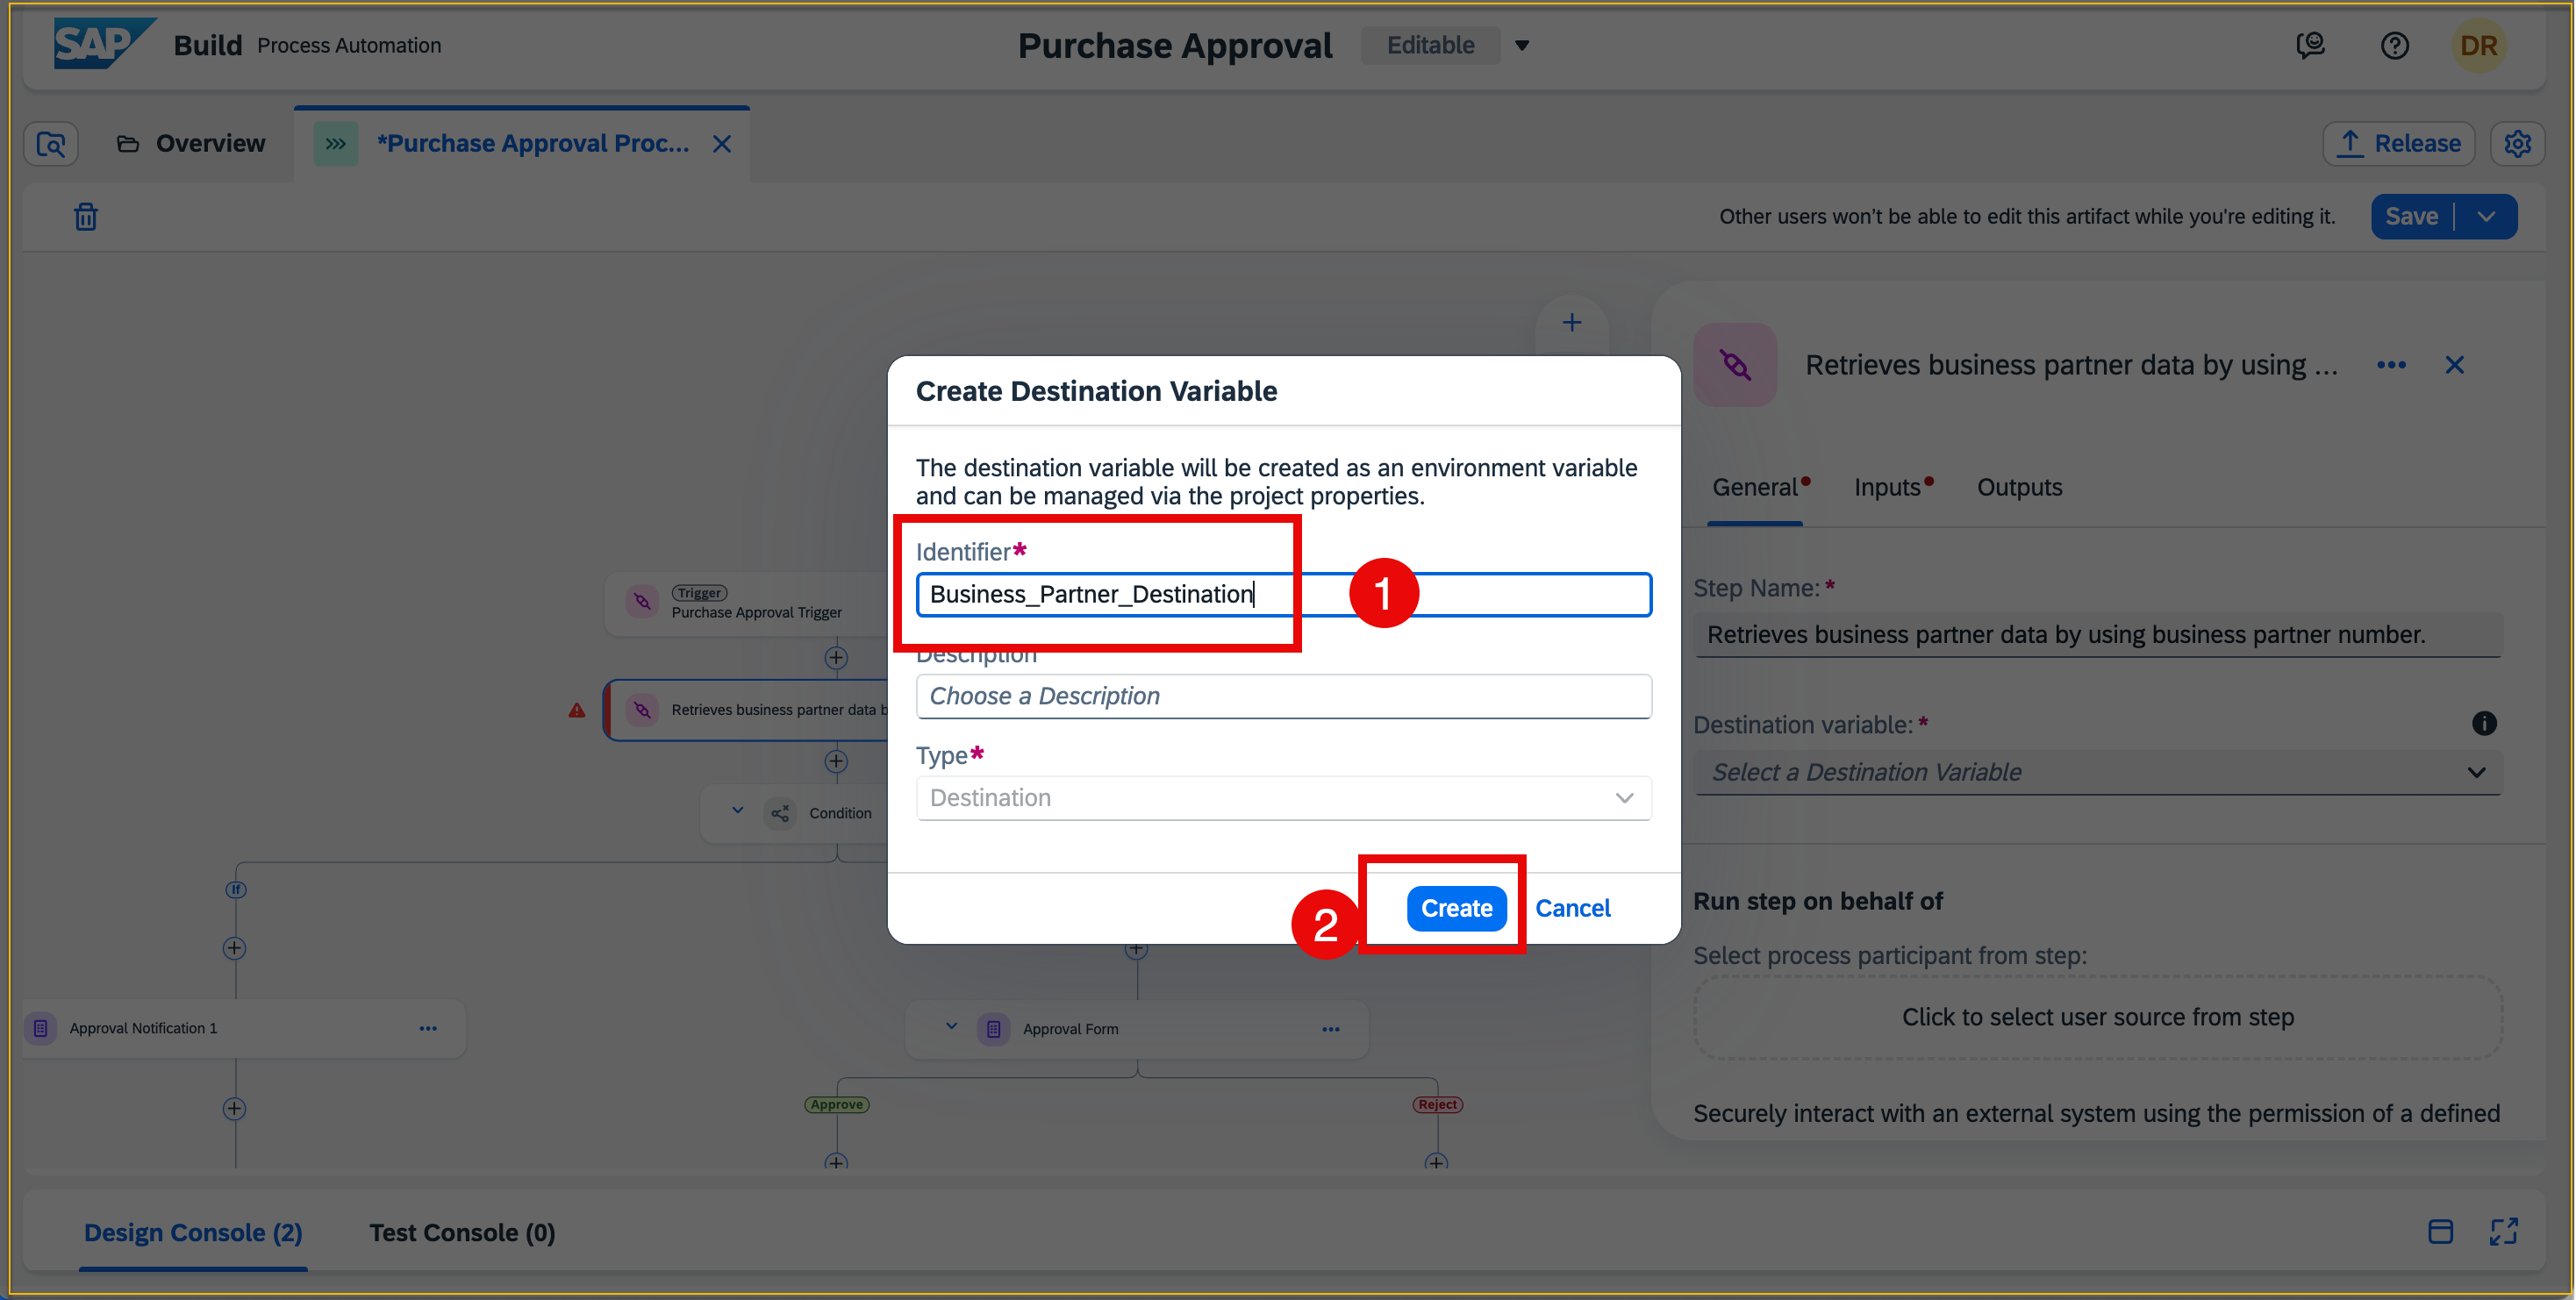 SAP Build Process Automation
Purchase Approval Editable
DR
Overview
*Purchase Approval Proc...
Release
Other users won't be able to edit this artifact while you're editing it.
Save
Create Destination Variable
The destination variable will be created as an environment variable
and can be managed via the project properties.
Identifier*
Business_Partner_Destination
1
Description
Choose a Description
Type*
Destination
2
Create
Cancel
Trigger
Purchase Approval Trigger
Retrieves business partner data b
Condition
If
Approval Notification 1
Approval Form
Approve
Reject
Retrieves business partner data by using ...
General
Inputs
Outputs
Step Name: *
Retrieves business partner data by using business partner number.
Destination variable: *
Select a Destination Variable
Run step on behalf of
Select process participant from step:
Click to select user source from step
Securely interact with an external system using the permission of a defined
Design Console (2)
Test Console (0)